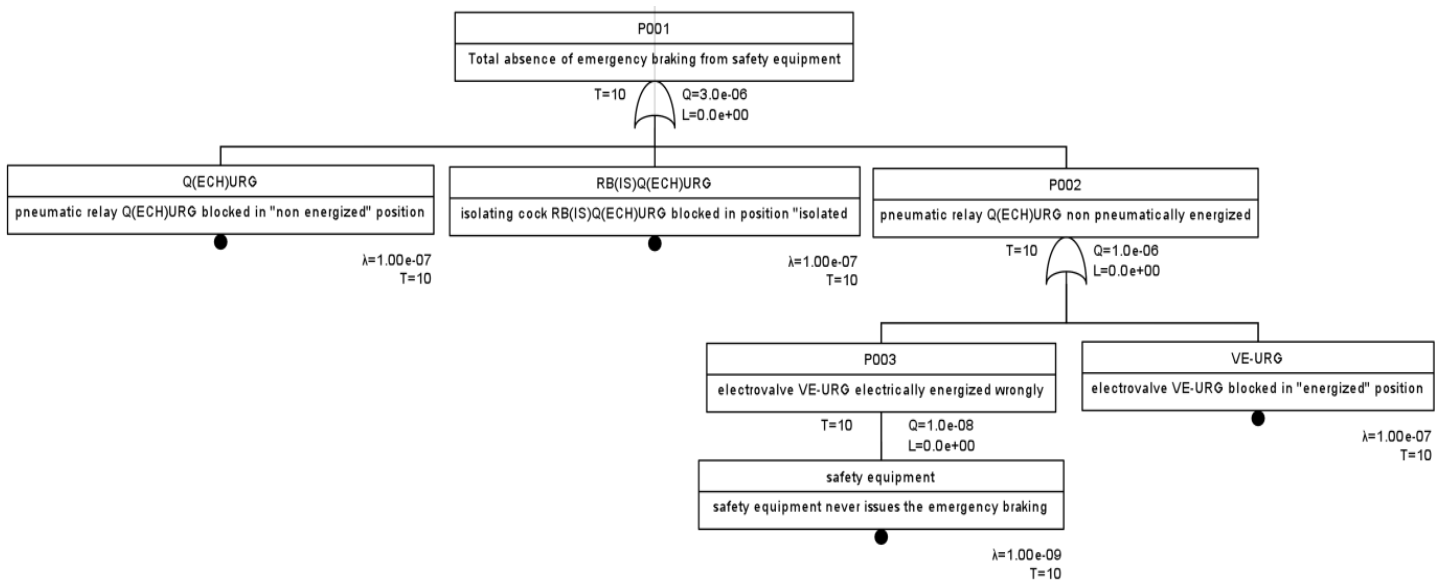 P001
Total absence of emergency braking from safety equipment
T=10
Q=3.0e-06
L=0.0e+00
Q(ECH)URG
pneumatic relay Q(ECH)URG blocked in "non energized" position
λ=1.00e-07
T=10
RB(IS)Q(ECH)URG
isolating cock RB(IS)Q(ECH)URG blocked in position "isolated
λ=1.00e-07
T=10
P002
pneumatic relay Q(ECH)URG non pneumatically energized
T=10
Q=1.0e-06
L=0.0e+00
P003
electrovalve VE-URG electrically energized wrongly
T=10
Q=1.0e-08
L=0.0e+00
VE-URG
electrovalve VE-URG blocked in "energized" position
λ=1.00e-07
T=10
safety equipment
safety equipment never issues the emergency braking
λ=1.00e-09
T=10